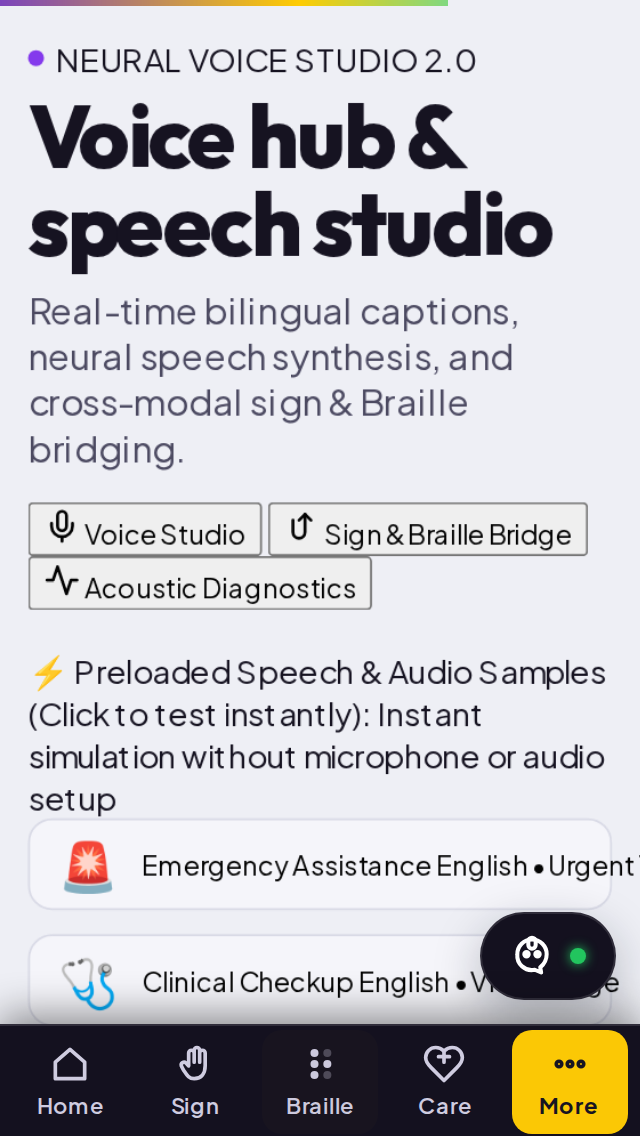 NEURAL VOICE STUDIO 2.0
Voice hub &
speech studio
Real-time bilingual captions,
neural speech synthesis, and
cross-modal sign & Braille
bridging.
Voice Studio
Sign & Braille Bridge
Acoustic Diagnostics
⚡ Preloaded Speech & Audio Samples
(Click to test instantly): Instant
simulation without microphone or audio
setup
Emergency Assistance English • Urgent
Clinical Checkup English •
Home
Sign
Braille
Care
More